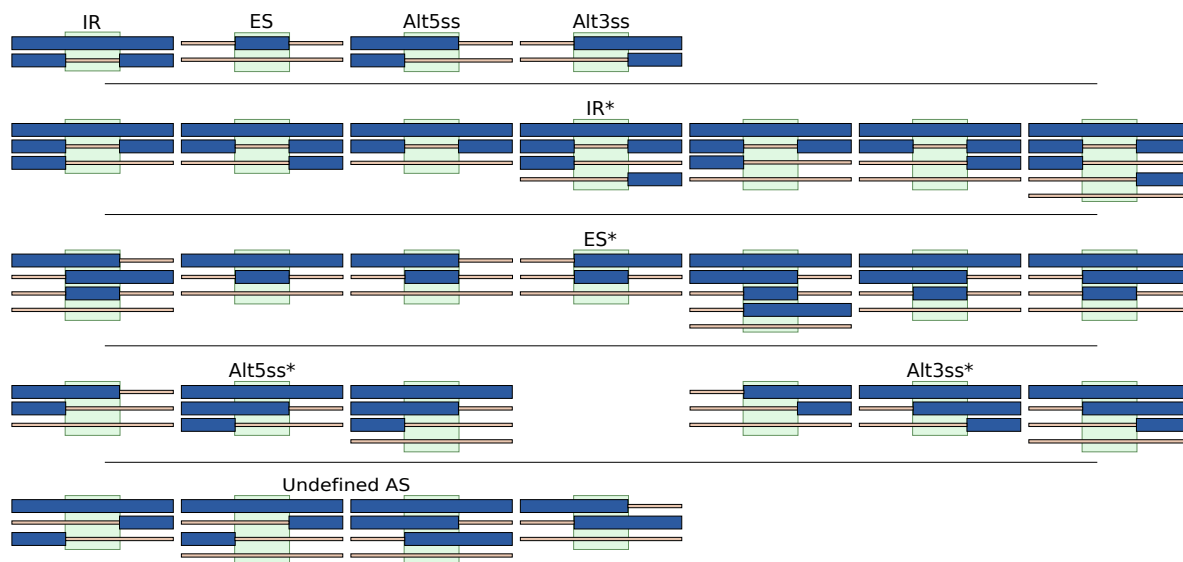 IR ES Alt5ss Alt3ss
IR*
ES*
Alt5ss* Alt3ss*
Undefined AS